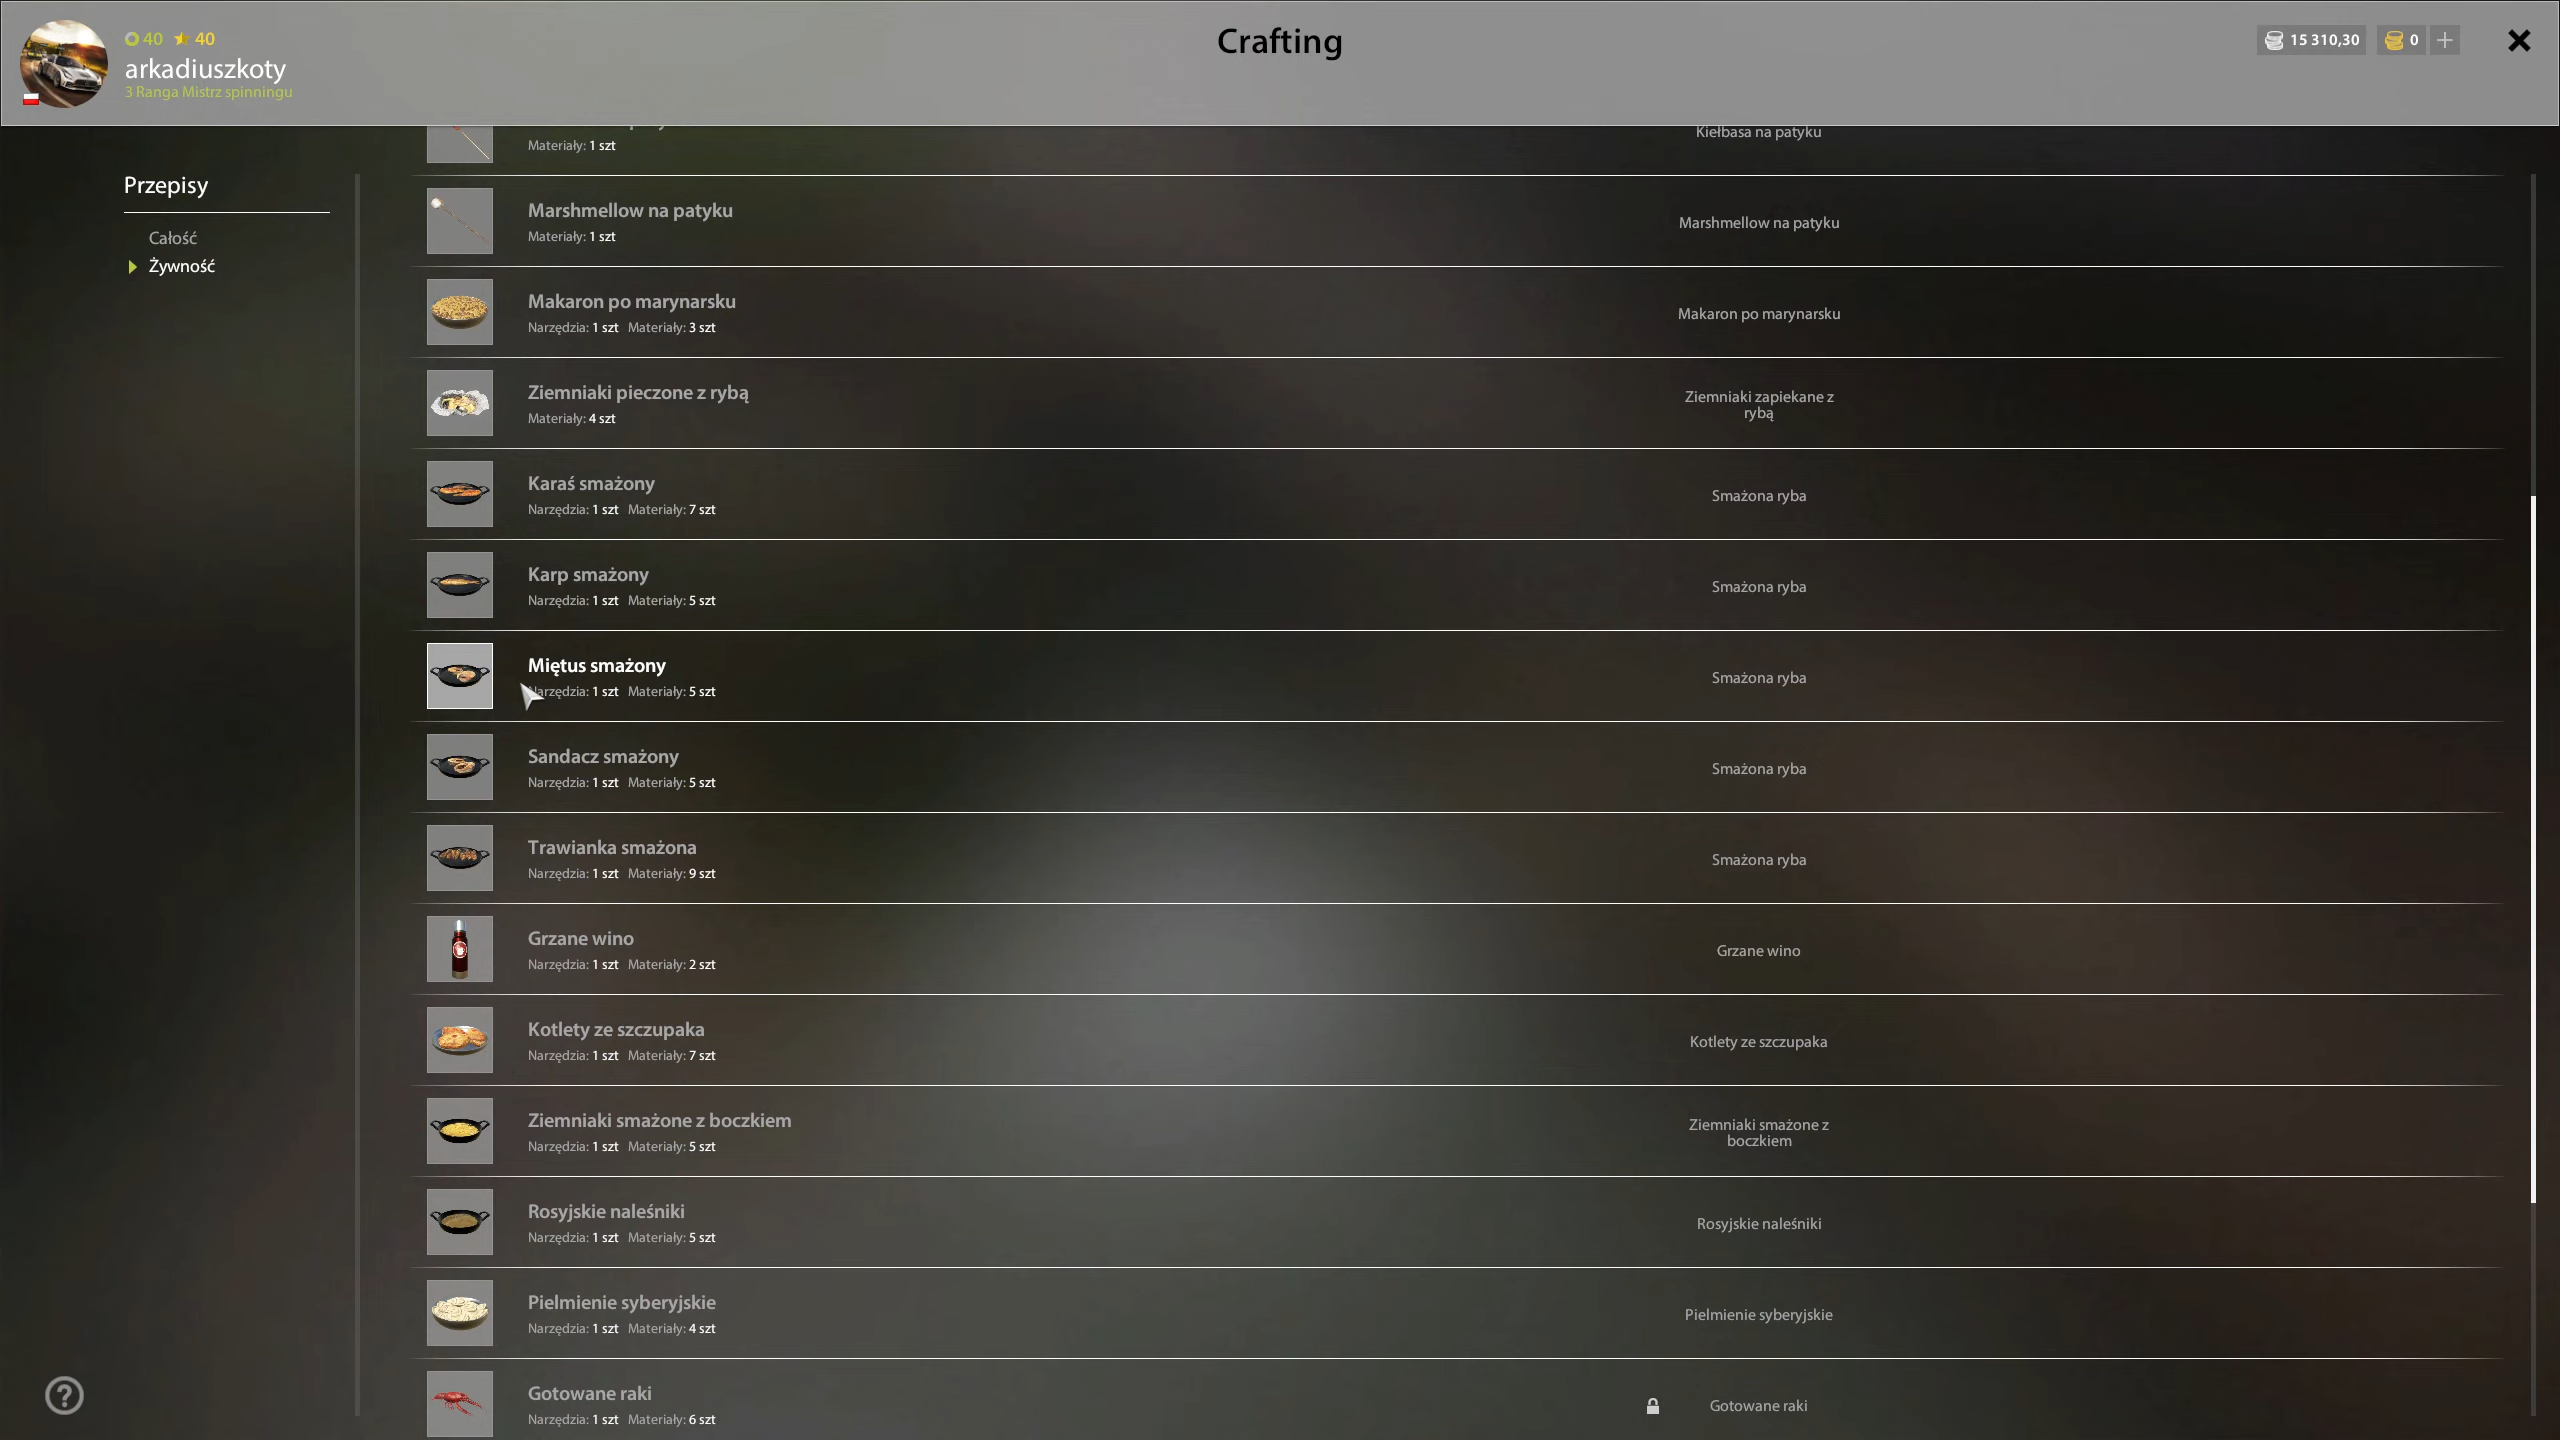 40 40
arkadiuszkoty
3 Ranga Mistrz spinningu
Crafting
15 310,30
0
Przepisy
Całość
Żywność
Materiały: 1 szt
Kiełbasa na patyku
Marshmellow na patyku
Materiały: 1 szt
Marshmellow na patyku
Makaron po marynarsku
Narzędzia: 1 szt Materiały: 3 szt
Makaron po marynarsku
Ziemniaki pieczone z rybą
Materiały: 4 szt
Ziemniaki zapiekane z
rybą
Karaś smażony
Narzędzia: 1 szt Materiały: 7 szt
Smażona ryba
Karp smażony
Narzędzia: 1 szt Materiały: 5 szt
Smażona ryba
Miętus smażony
Narzędzia: 1 szt Materiały: 5 szt
Smażona ryba
Sandacz smażony
Narzędzia: 1 szt Materiały: 5 szt
Smażona ryba
Trawianka smażona
Narzędzia: 1 szt Materiały: 9 szt
Smażona ryba
Grzane wino
Narzędzia: 1 szt Materiały: 2 szt
Grzane wino
Kotlety ze szczupaka
Narzędzia: 1 szt Materiały: 7 szt
Kotlety ze szczupaka
Ziemniaki smażone z boczkiem
Narzędzia: 1 szt Materiały: 5 szt
Ziemniaki smażone z
boczkiem
Rosyjskie naleśniki
Narzędzia: 1 szt Materiały: 5 szt
Rosyjskie naleśniki
Pielmienie syberyjskie
Narzędzia: 1 szt Materiały: 4 szt
Pielmienie syberyjskie
Gotowane raki
Narzędzia: 1 szt Materiały: 6 szt
Gotowane raki